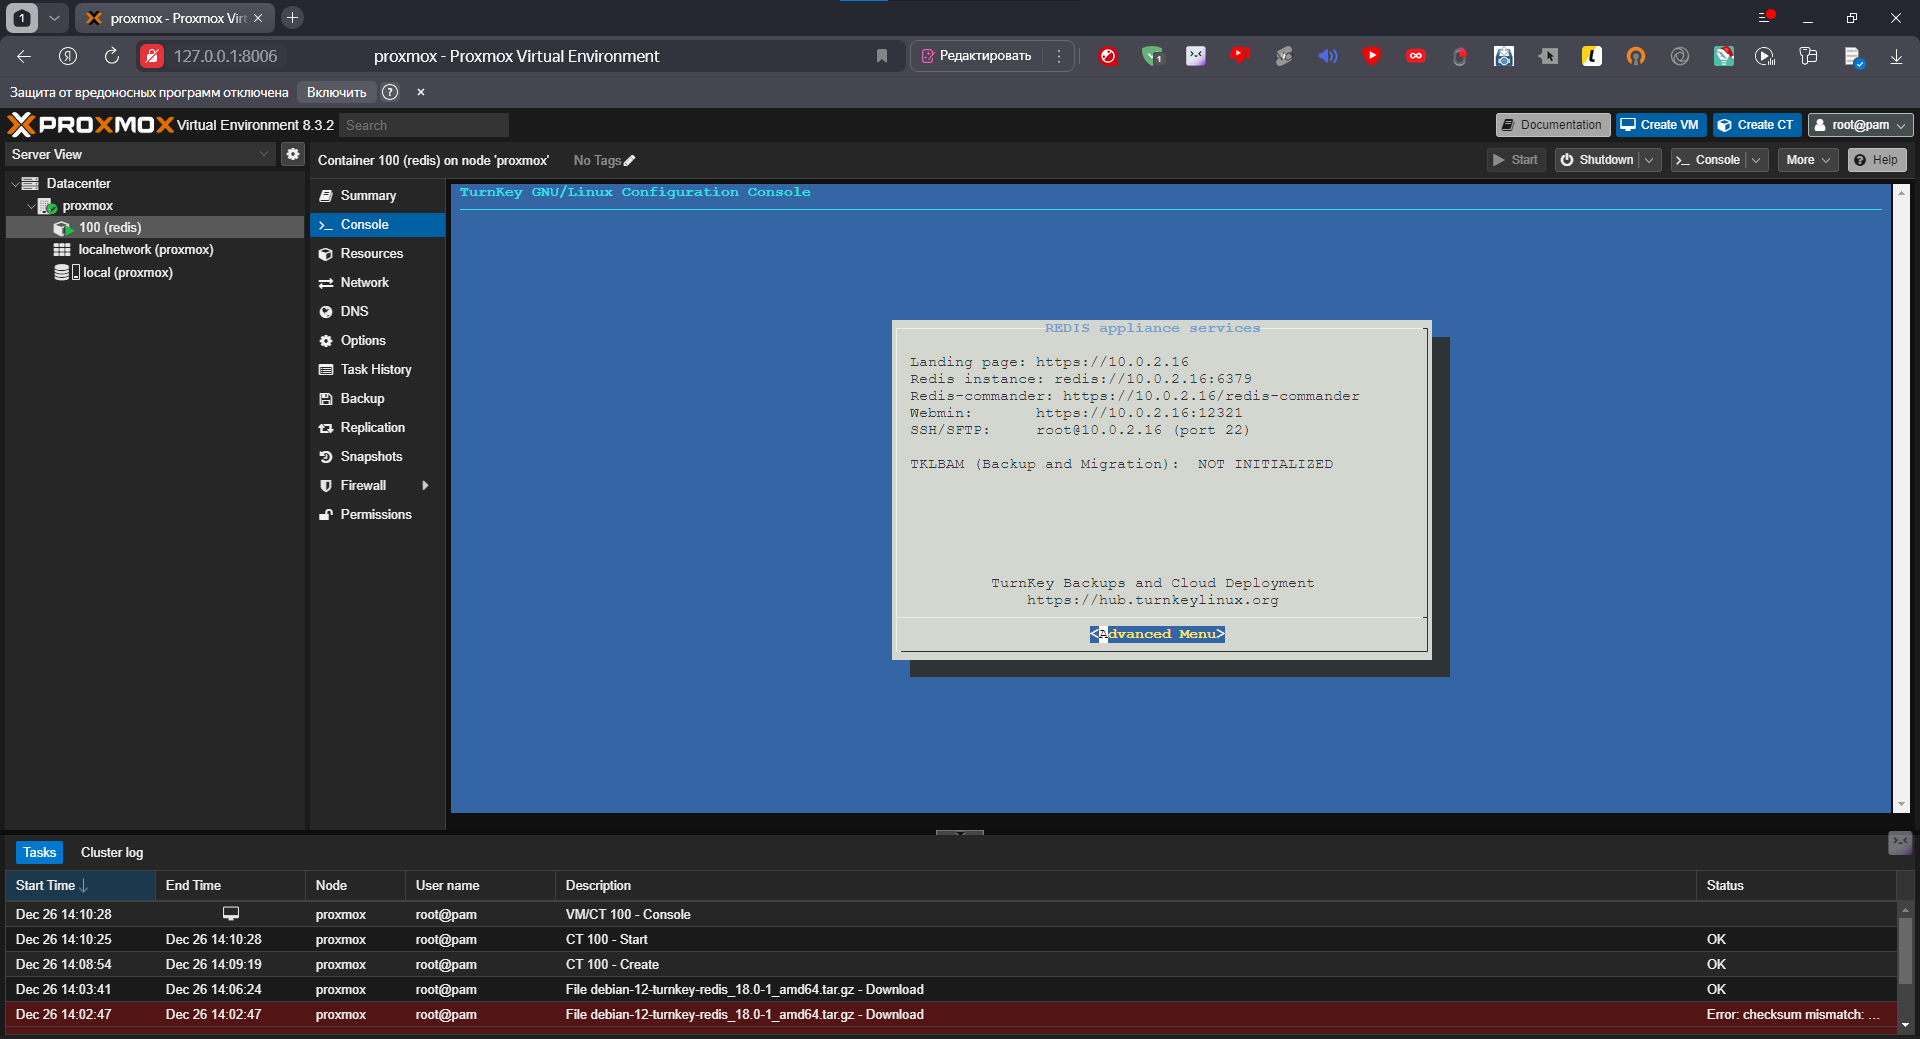 1
proxmox - Proxmox Virt
127.0.0.1:8006
proxmox - Proxmox Virtual Environment
Редактировать
Защита от вредоносных программ отключена
Включить
PROXMOX Virtual Environment 8.3.2
Search
Documentation
Create VM
Create CT
root@pam
Server View
Container 100 (redis) on node 'proxmox'
No Tags
Start
Shutdown
Console
More
Help
Datacenter
proxmox
100 (redis)
localnetwork (proxmox)
local (proxmox)
Summary
Console
Resources
Network
DNS
Options
Task History
Backup
Replication
Snapshots
Firewall
Permissions
TurnKey GNU/Linux Configuration Console
REDIS appliance services
Landing page: https://10.0.2.16
Redis instance: redis://10.0.2.16:6379
Redis-commander: https://10.0.2.16/redis-commander
Webmin: https://10.0.2.16:12321
SSH/SFTP: root@10.0.2.16 (port 22)
TKLBAM (Backup and Migration): NOT INITIALIZED
TurnKey Backups and Cloud Deployment
https://hub.turnkeylinux.org
<Advanced Menu>
Tasks
Cluster log
Start Time End Time Node User name Description Status
Dec 26 14:10:28 proxmox root@pam VM/CT 100 - Console
Dec 26 14:10:25 Dec 26 14:10:28 proxmox root@pam CT 100 - Start OK
Dec 26 14:08:54 Dec 26 14:09:19 proxmox root@pam CT 100 - Create OK
Dec 26 14:03:41 Dec 26 14:06:24 proxmox root@pam File debian-12-turnkey-redis_18.0-1_amd64.tar.gz - Download OK
Dec 26 14:02:47 Dec 26 14:02:47 proxmox root@pam File debian-12-turnkey-redis_18.0-1_amd64.tar.gz - Download Error: checksum mismatch: ...